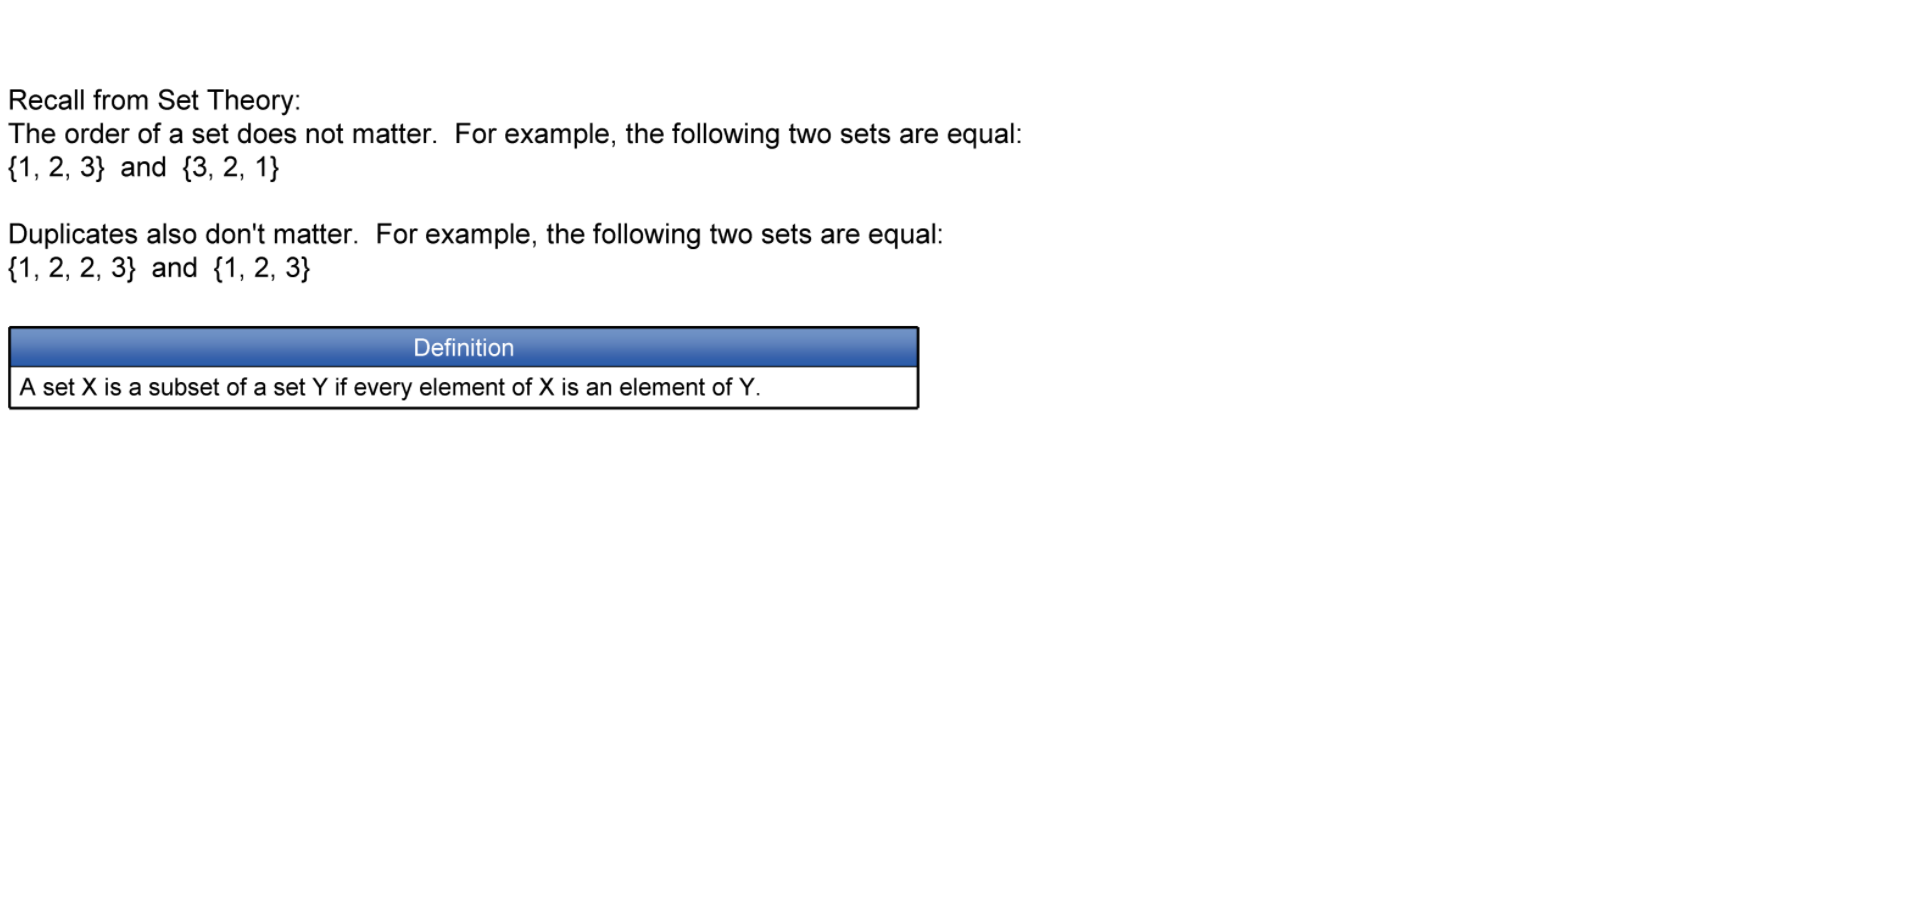 Recall from Set Theory:
The order of a set does not matter.  For example, the following two sets are equal:
{1, 2, 3}  and  {3, 2, 1}
Duplicates also don't matter.  For example, the following two sets are equal:
{1, 2, 2, 3}  and  {1, 2, 3}
Definition
A set X is a subset of a set Y if every element of X is an element of Y.